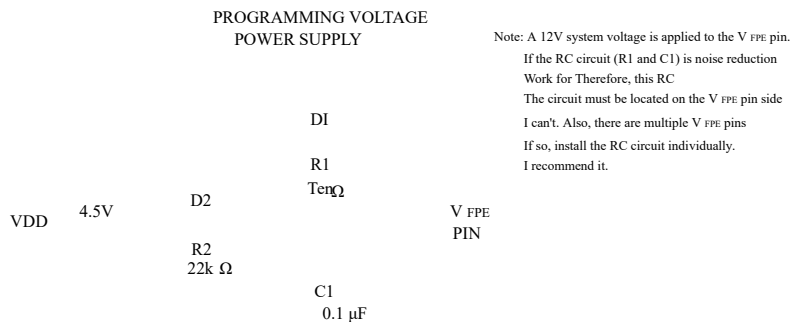 PROGRAMMING VOLTAGE
POWER SUPPLY
Note: A 12V system voltage is applied to the V FPE pin.
If the RC circuit (R1 and C1) is noise reduction
Work for Therefore, this RC
The circuit must be located on the V FPE pin side
I can't. Also, there are multiple V FPE pins
If so, install the RC circuit individually.
I recommend it.
DI
R1
TenΩ
D2
4.5V
VDD
V FPE
PIN
R2
22k Ω
C1
0.1 μF